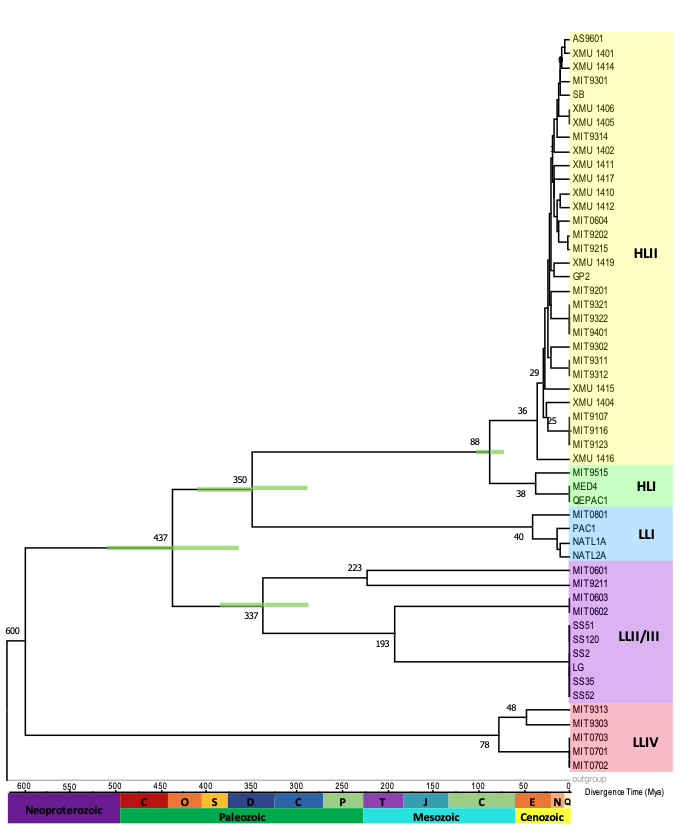 AS9601
XMU 1401
XMU 1414
MIT9301
SB
XMU 1406
XMU 1405
MIT9314
XMU 1402
XMU 1411
XMU 1417
XMU 1410
XMU 1412
MIT0604
MIT9202
MIT9215
HLII
XMU 1419
GP2
MIT9201
MIT9321
MIT9322
MIT9401
MIT9302
MIT9311
MIT9312
29
XMU 1415
XMU 1404
36
MIT9107
25
MIT9116
MIT9123
88
XMU 1416
MIT9515
350
MED4
HLI
38
QEPAC1
MIT0801
PAC1
LLI
437
40
NATL1A
NATL2A
223
MIT0601
MIT9211
MIT0603
337
MIT0602
SS51
600
193
SS120
LLII/III
SS2
LG
SS35
SS52
48
MIT9313
MIT9303
78
MIT0703
LLIV
MIT0701
MIT0702
outgroup
600 550 500 450 400 350 300 250 200 150 100 50 0 Divergence Time (Mya)
C O S D C P T J C E N Q
Neoproterozoic Paleozoic Mesozoic Cenozoic